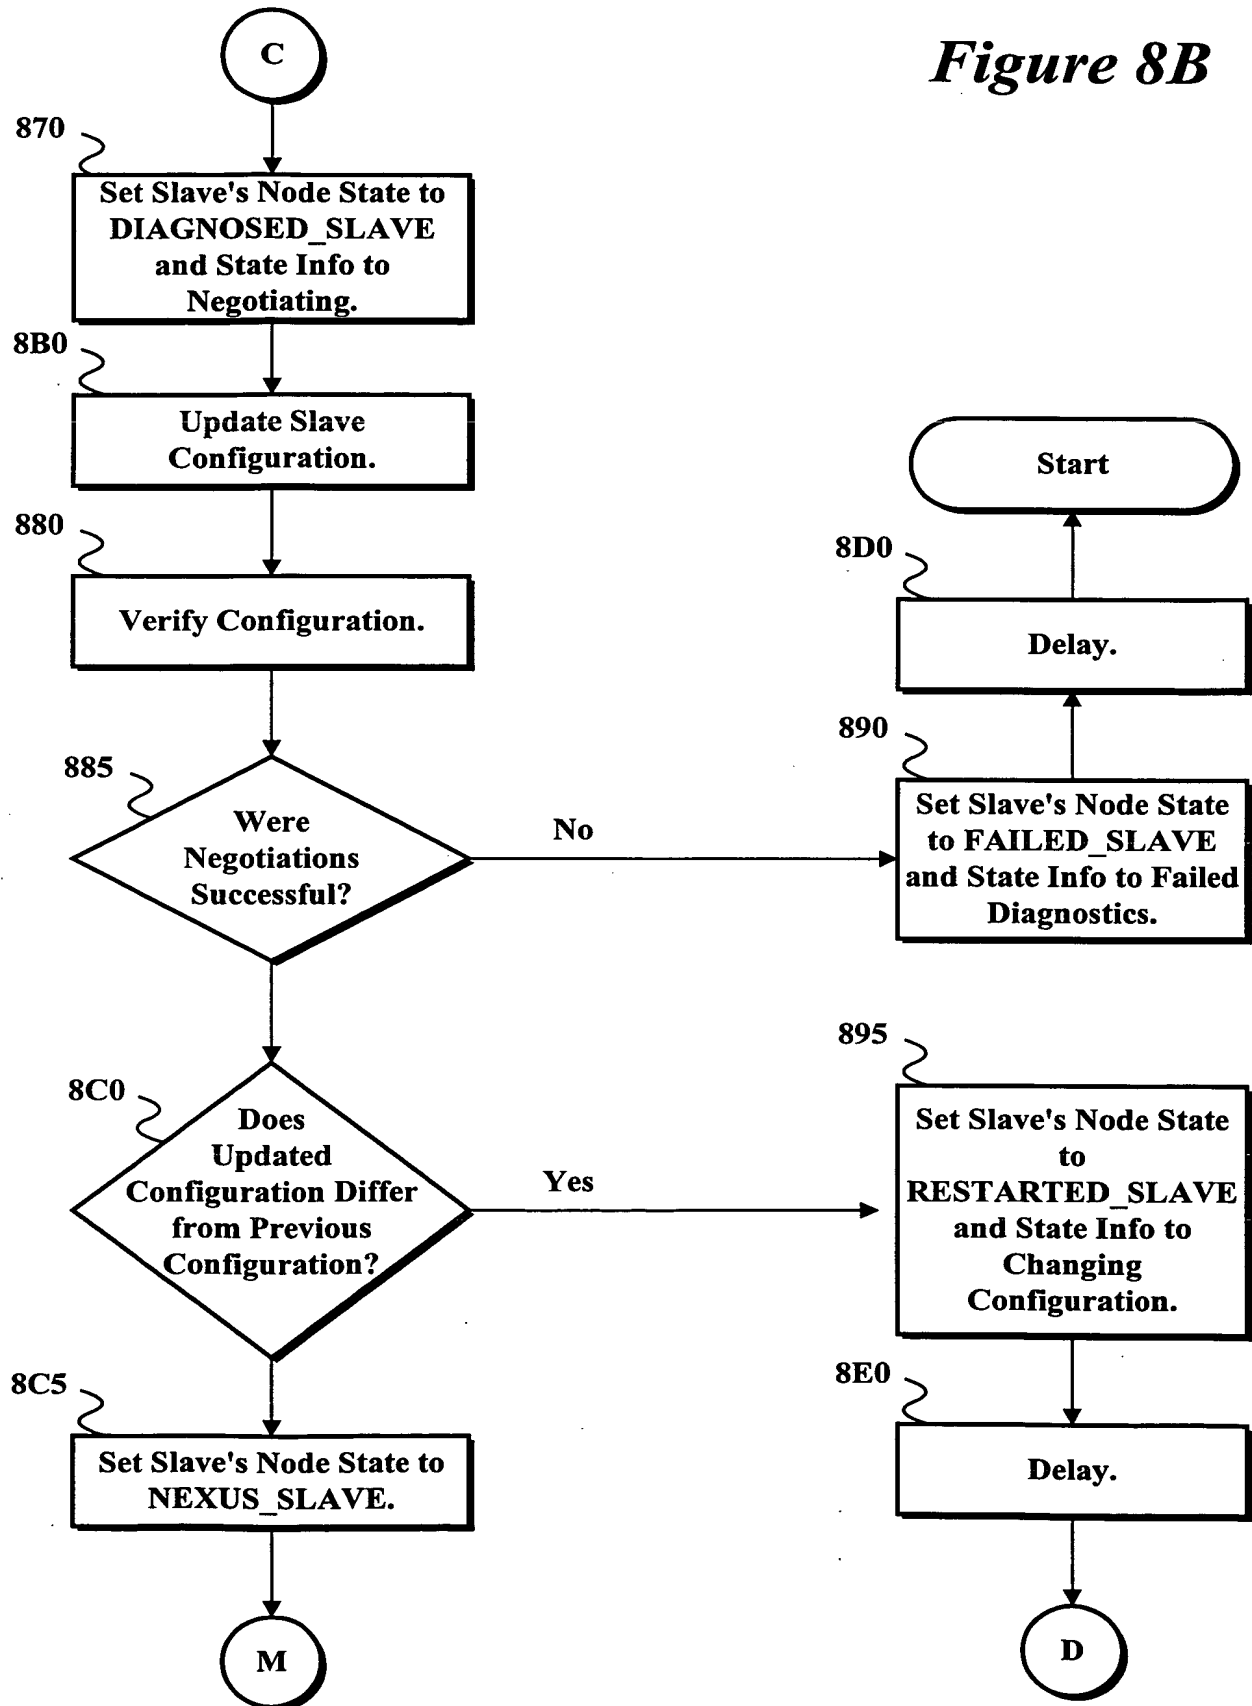 C
Figure 8B
870
Set Slave's Node State to
DIAGNOSED_SLAVE
and State Info to
Negotiating.
8B0
Update Slave
Configuration.
Start
880
Verify Configuration.
8D0
Delay.
885
Were
Negotiations
Successful?
No
890
Set Slave's Node State
to FAILED_SLAVE
and State Info to Failed
Diagnostics.
8C0
Does
Updated
Configuration Differ
from Previous
Configuration?
Yes
895
Set Slave's Node State
to
RESTARTED_SLAVE
and State Info to
Changing
Configuration.
8C5
Set Slave's Node State to
NEXUS_SLAVE.
8E0
Delay.
M
D